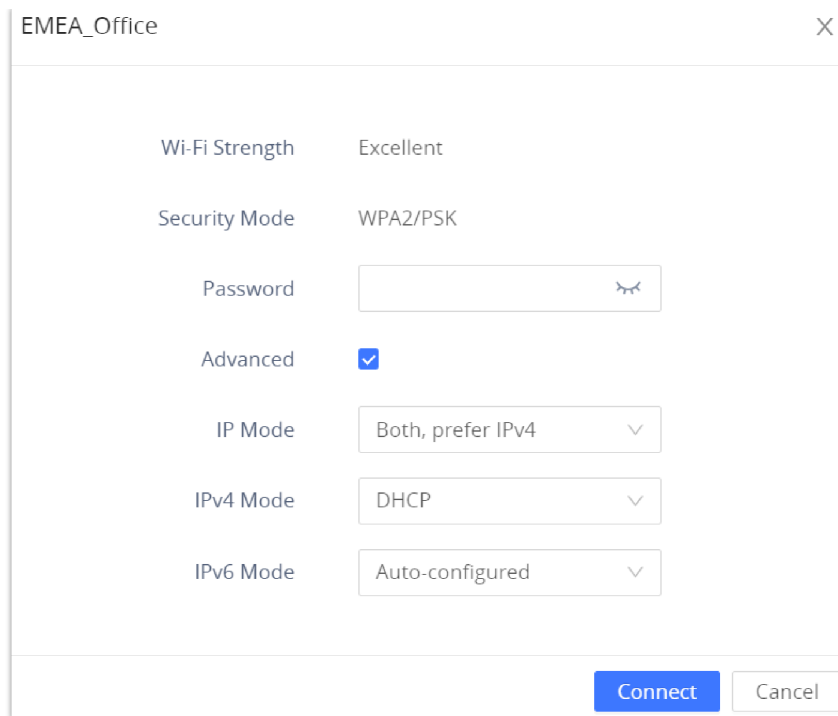 EMEA_Office
Wi-Fi Strength Excellent
Security Mode WPA2/PSK
Password
Advanced
IP Mode Both, prefer IPv4
IPv4 Mode DHCP
IPv6 Mode Auto-configured
Connect Cancel